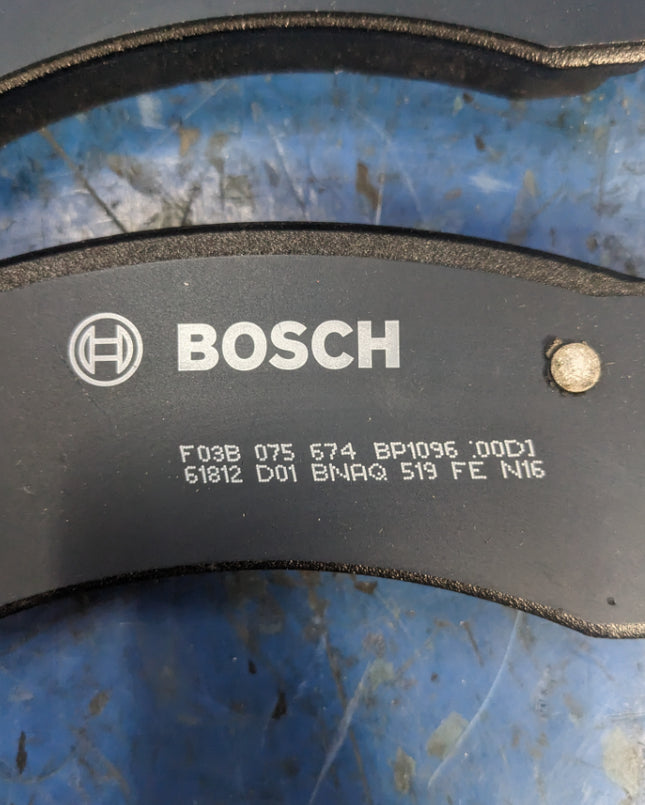 BOSCH
F03B 075 674 BP1096 :00D1
61812 D01 BNAQ 519 FE N16